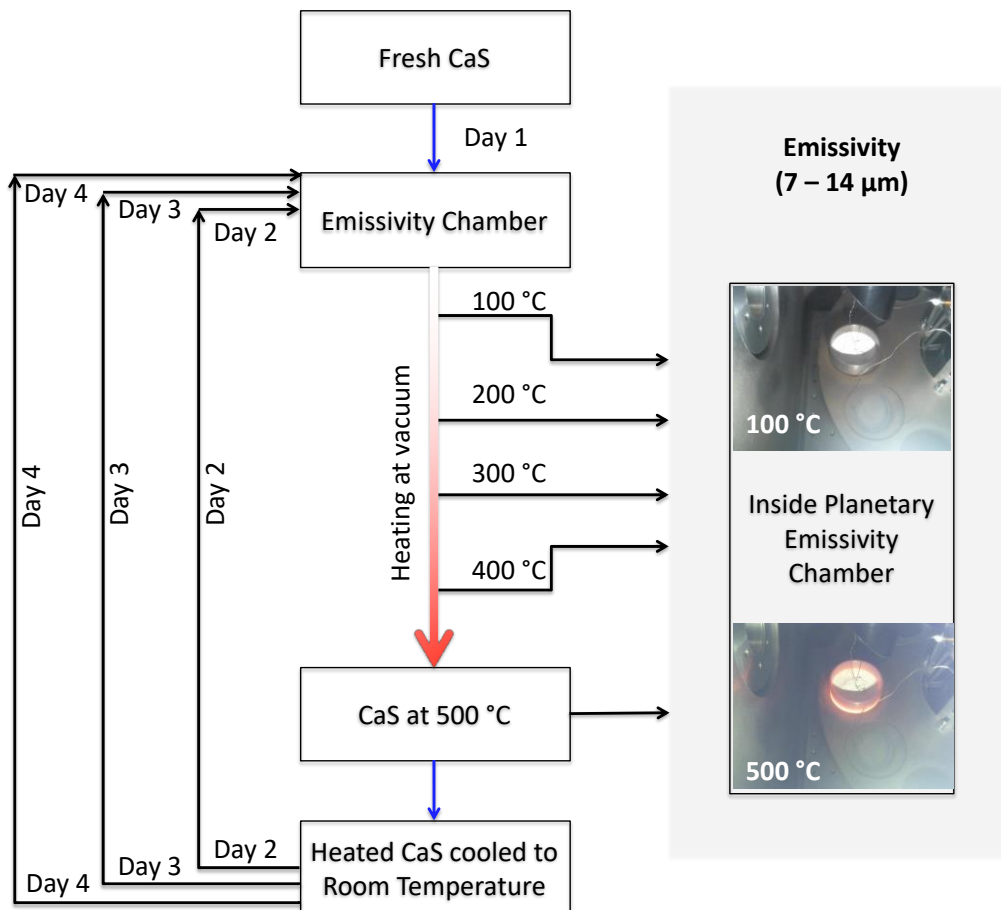 Fresh CaS
Day 1
Emissivity
(7 – 14 µm)
Day 4
Day 3
Day 2
Emissivity Chamber
100 °C
200 °C
300 °C
400 °C
Heating at vacuum
Day 4
Day 3
Day 2
100 °C
Inside Planetary
Emissivity
Chamber
500 °C
CaS at 500 °C
Day 2
Day 3
Day 4
Heated CaS cooled to
Room Temperature